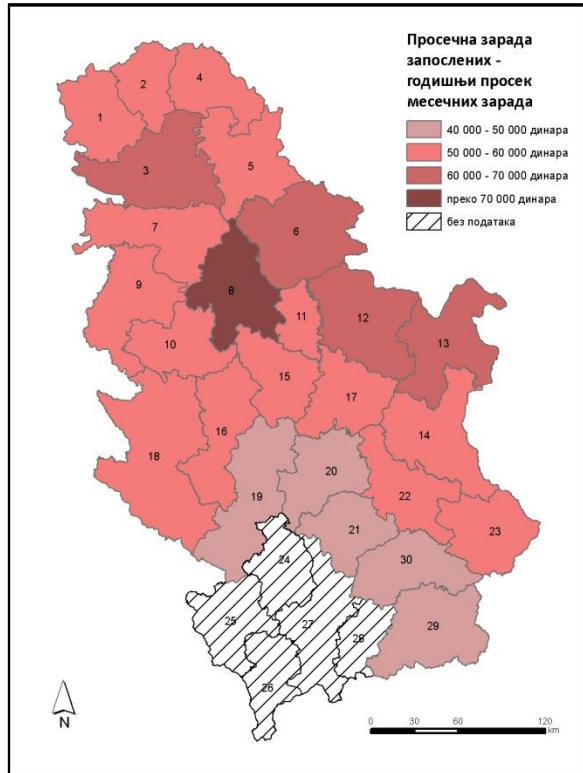 Просечна зарада
запослених -
годишњи просек
месечних зарада
40 000 - 50 000 динара
50 000 - 60 000 динара
60 000 - 70 000 динара
преко 70 000 динара
без података
1
2
4
3
5
7
6
8
9
11
12
13
10
15
17
14
16
18
20
19
22
23
21
24
30
25
27
28
29
26
N
0 30 60 120
km